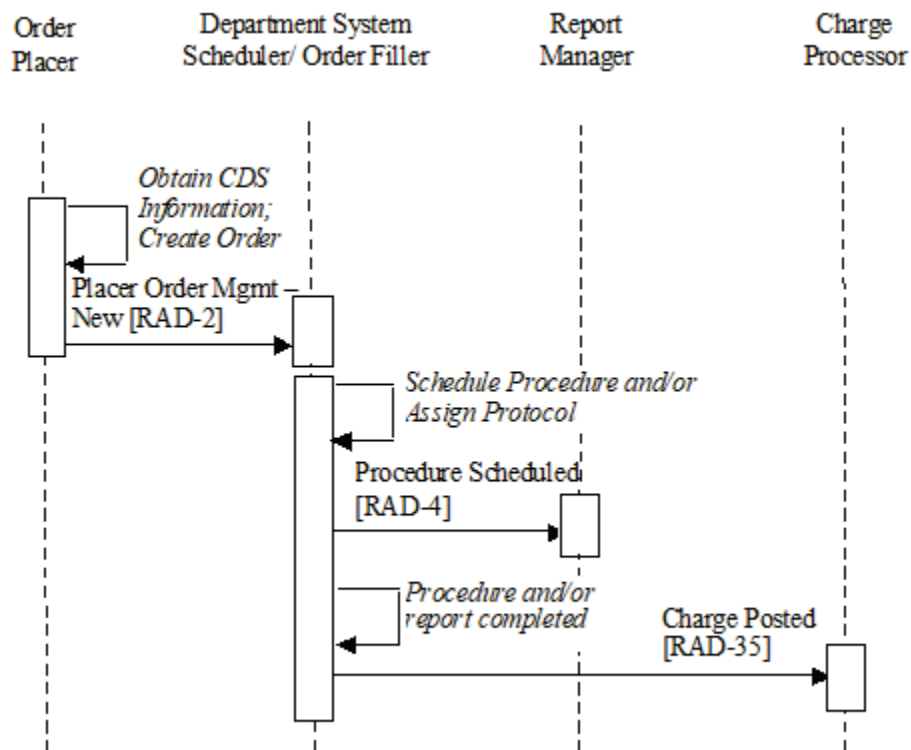 Order
Placer
Department System
Scheduler/ Order Filler
Report
Manager
Charge
Processor
Obtain CDS
Information;
Create Order
Placer Order Mgmt –
New [RAD-2]
Schedule Procedure and/or
Assign Protocol
Procedure Scheduled
[RAD-4]
Procedure and/or
report completed
Charge Posted
[RAD-35]